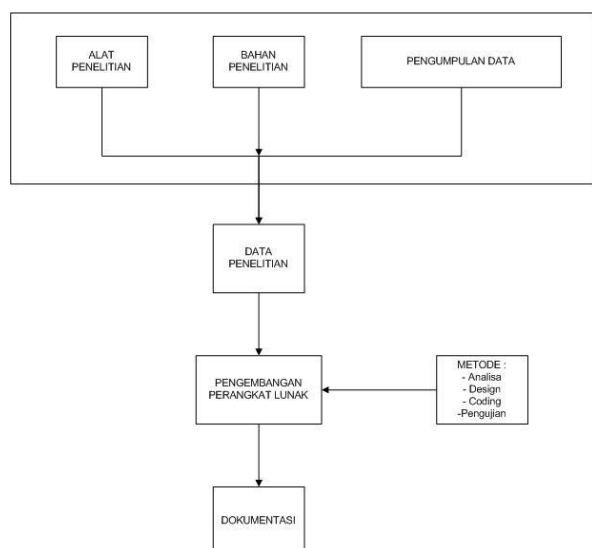 ALAT
PENELITIAN
BAHAN
PENELITIAN
PENGUMPULAN DATA
DATA
PENELITIAN
PENGEMBANGAN
PERANGKAT LUNAK
METODE :
- Analisa
- Design
- Coding
-Pengujian
DOKUMENTASI